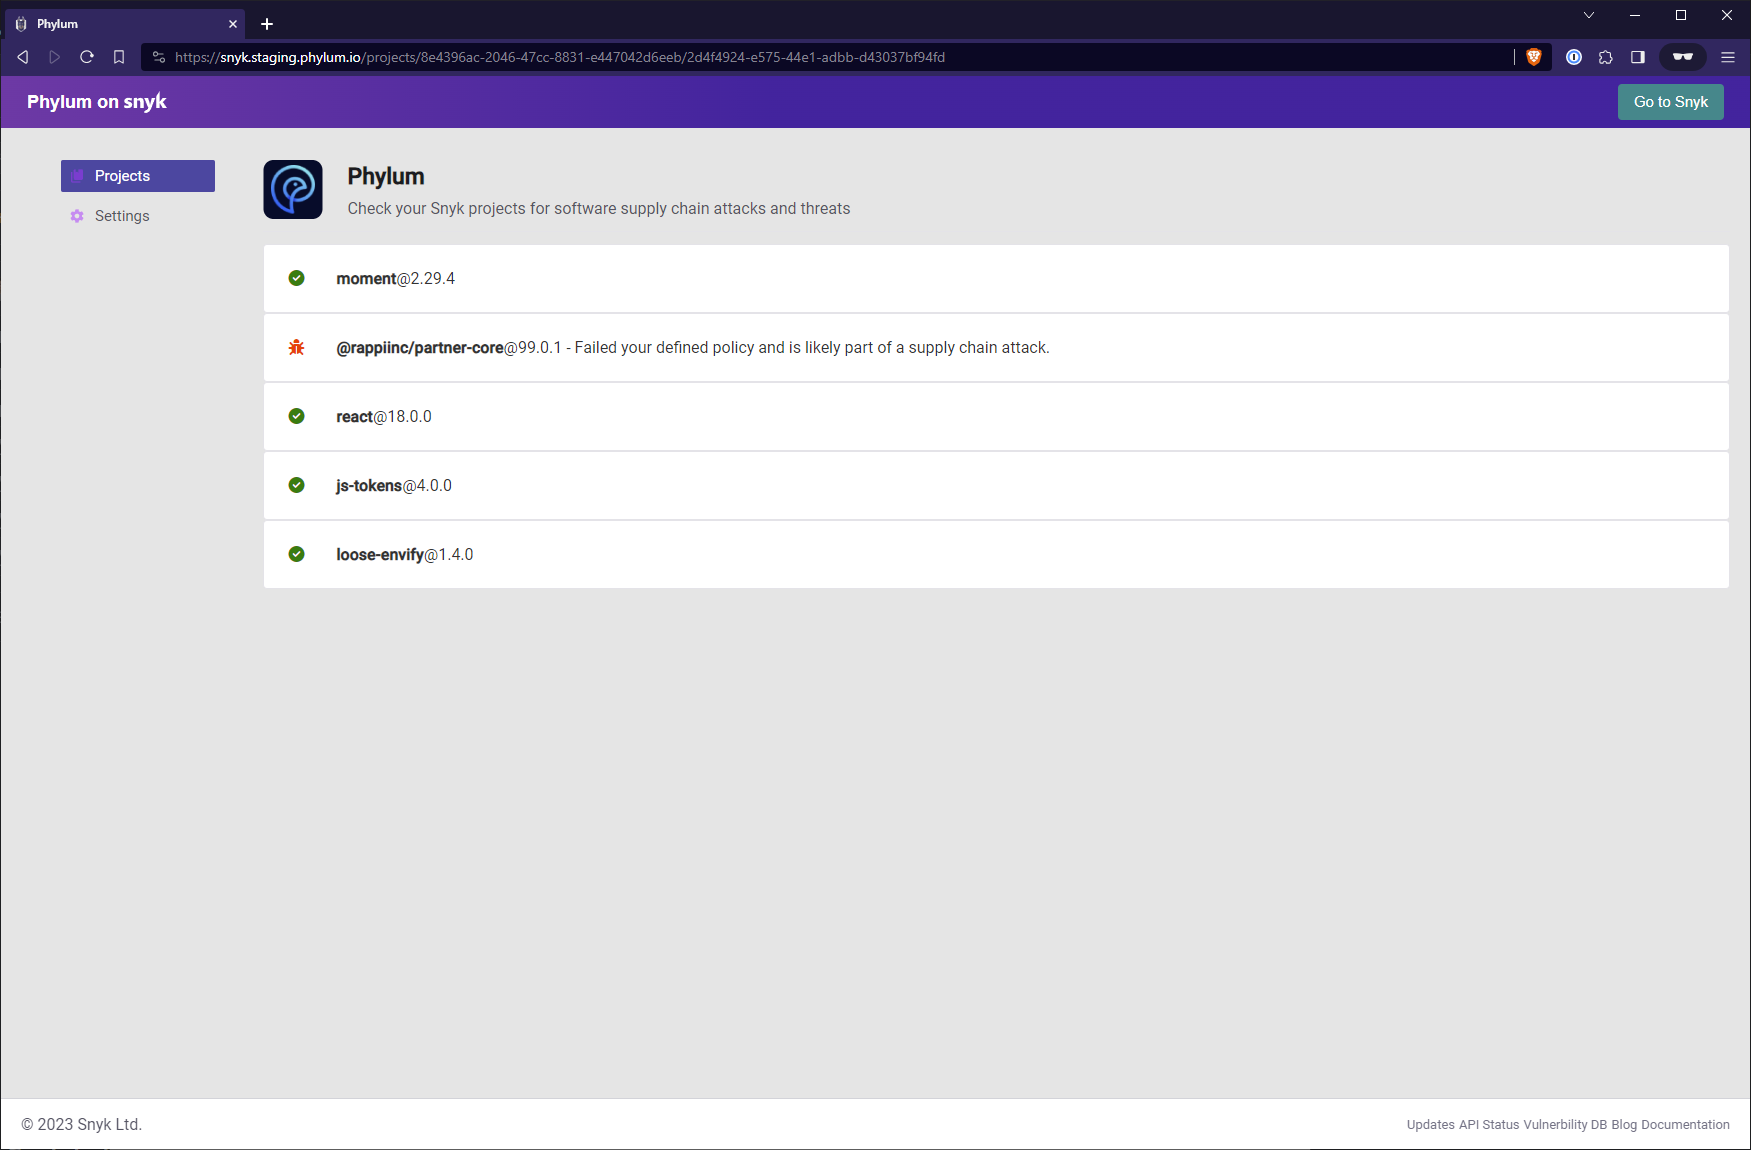 Phylum
https://snyk.staging.phylum.io/projects/8e4396ac-2046-47cc-8831-e447042d6eeb/2d4f4924-e575-44e1-adbb-d43037bf94fd
Phylum on snyk
Go to Snyk
Projects
Settings
Phylum
Check your Snyk projects for software supply chain attacks and threats
moment@2.29.4
@rappiinc/partner-core@99.0.1 - Failed your defined policy and is likely part of a supply chain attack.
react@18.0.0
js-tokens@4.0.0
loose-envify@1.4.0
© 2023 Snyk Ltd.
Updates API Status Vulnerbility DB Blog Documentation